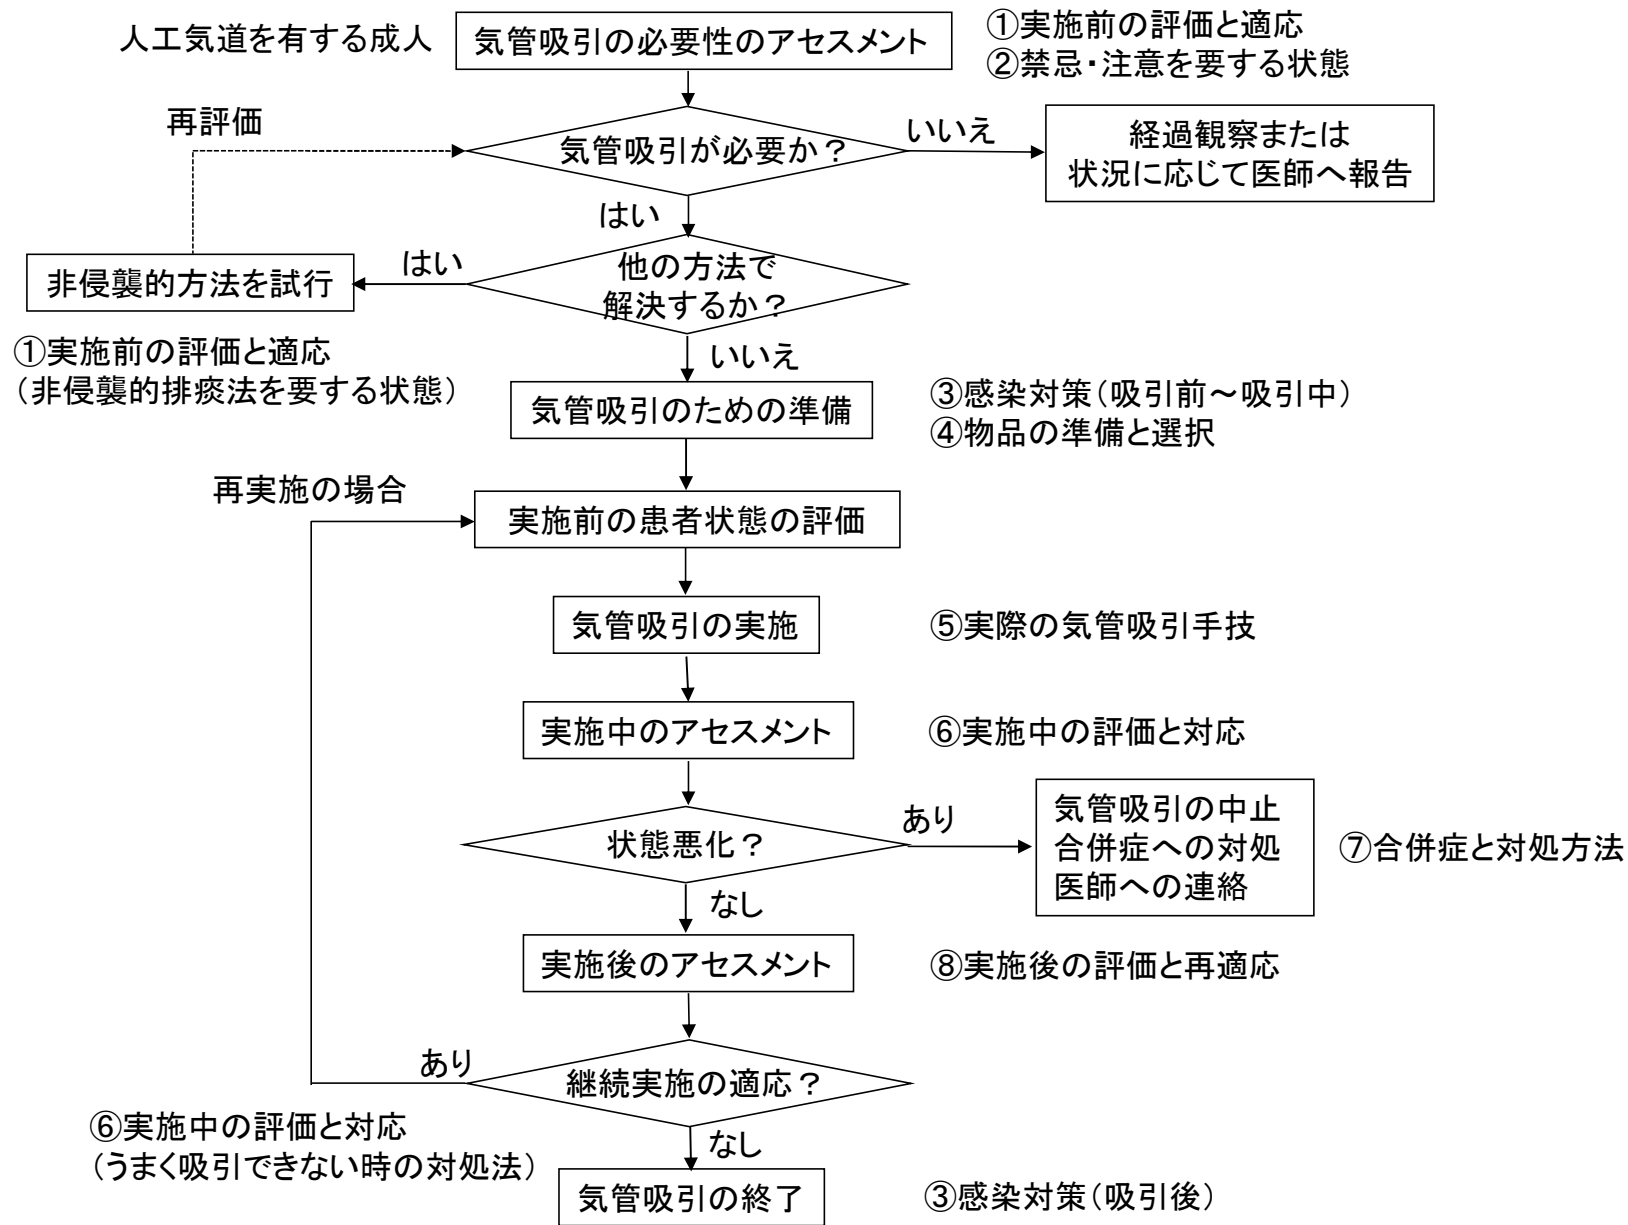 人工気道を有する成人
気管吸引の必要性のアセスメント
①実施前の評価と適応
②禁忌・注意を要する状態
再評価
気管吸引が必要か？
いいえ
経過観察または
状況に応じて医師へ報告
はい
非侵襲的方法を試行
はい
他の方法で
解決するか？
①実施前の評価と適応
（非侵襲的排痰法を要する状態）
いいえ
気管吸引のための準備
③感染対策（吸引前～吸引中）
④物品の準備と選択
再実施の場合
実施前の患者状態の評価
気管吸引の実施
⑤実際の気管吸引手技
実施中のアセスメント
⑥実施中の評価と対応
状態悪化？
あり
気管吸引の中止
合併症への対処
医師への連絡
⑦合併症と対処方法
なし
実施後のアセスメント
⑧実施後の評価と再適応
あり
継続実施の適応？
⑥実施中の評価と対応
（うまく吸引できない時の対処法）
なし
気管吸引の終了
③感染対策（吸引後）